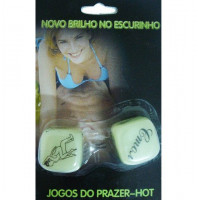 NOVO BRILHO NO ESCURINHO
JOGOS DO PRAZER-HOT